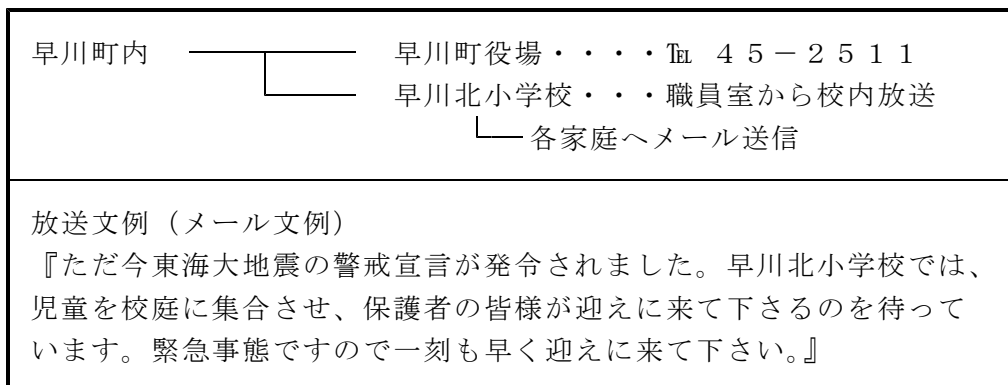 早川町内 早川町役場・・・・℡ ４５－２５１１
早川北小学校・・・職員室から校内放送
各家庭へメール送信
放送文例（メール文例）
『ただ今東海大地震の警戒宣言が発令されました。早川北小学校では、
児童を校庭に集合させ、保護者の皆様が迎えに来て下さるのを待って
います。緊急事態ですので一刻も早く迎えに来て下さい。』